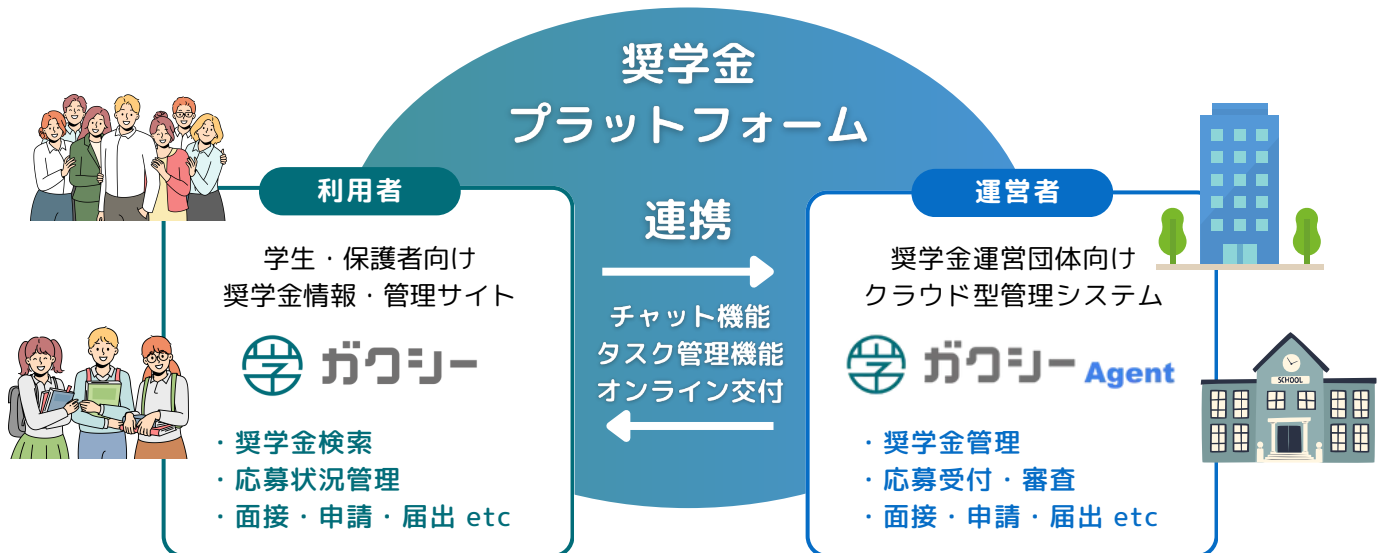 奨学金
プラットフォーム
利用者
学生・保護者向け
奨学金情報・管理サイト
学 ガクシー
・奨学金検索
・応募状況管理
・面接・申請・届出 etc
連携
チャット機能
タスク管理機能
オンライン交付
運営者
奨学金運営団体向け
クラウド型管理システム
学 ガクシー Agent
・奨学金管理
・応募受付・審査
・面接・申請・届出 etc
SCHOOL